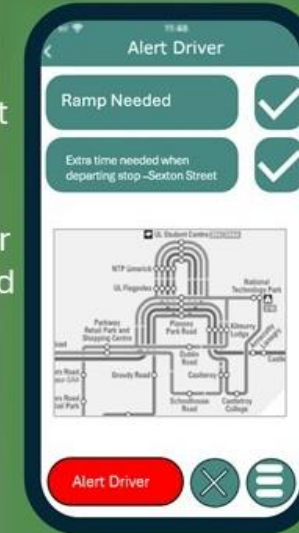 t
r
d
11:48
Alert Driver
Ramp Needed
Extra time needed when
departing stop –Sexton Street
UL Student Centre
NTP Limerick
UL Flagpoles
National
Technology Park
Parkway
Retail Park and
Shopping Centre
Plassey
Park Road
Kilmurry
Lodge
Dublin
Road
Groody Road
Castletroy
Schoolhouse
Road
Castletroy
College
Alert Driver